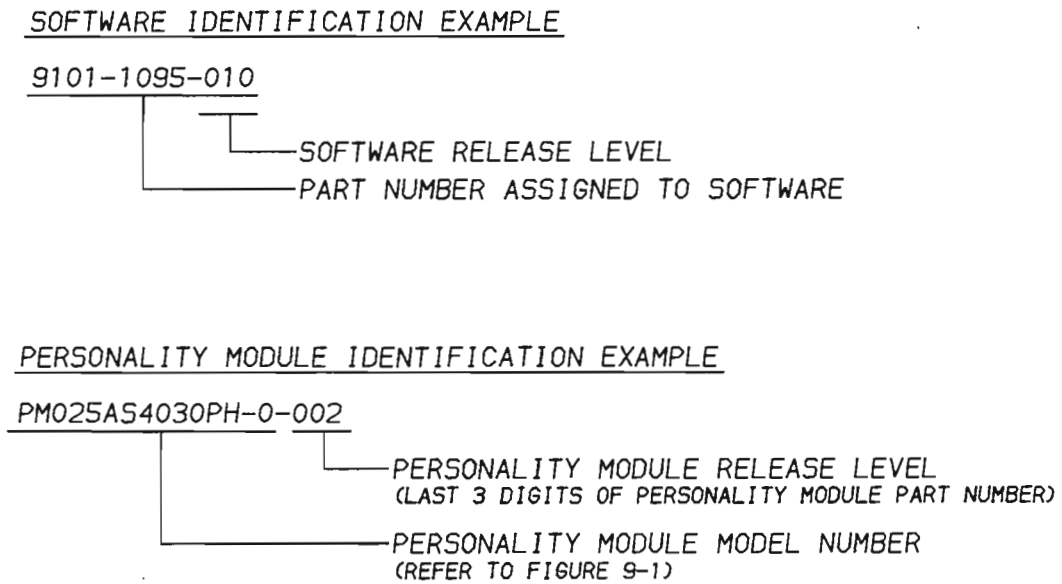 SOFTWARE IDENTIFICATION EXAMPLE
9101-1095-010
SOFTWARE RELEASE LEVEL
PART NUMBER ASSIGNED TO SOFTWARE
PERSONALITY MODULE IDENTIFICATION EXAMPLE
PM025AS4030PH-0-002
PERSONALITY MODULE RELEASE LEVEL
(LAST 3 DIGITS OF PERSONALITY MODULE PART NUMBER)
PERSONALITY MODULE MODEL NUMBER
(REFER TO FIGURE 9-1)